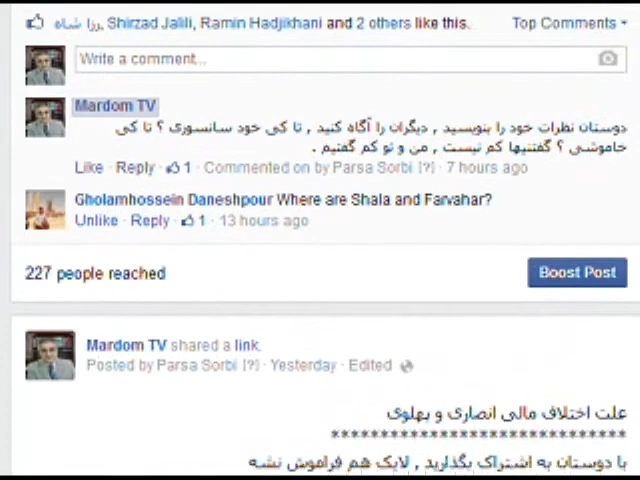 رزا شاه, Shirzad Jalili, Ramin Hadjikhani and 2 others like this.
Top Comments
Write a comment...
Mardom TV
دوستان نظرات خود را بنویسید , دیگران را آگاه کنید , تا کی خود سانسوری ؟ تا کی
خاموشی ؟ گفتنیها کم نیست , من و تو کم گفتیم .
Like · Reply · 1 · Commented on by Parsa Sorbi [?] · 7 hours ago
Gholamhossein Daneshpour Where are Shala and Farvahar?
Unlike · Reply · 1 · 13 hours ago
227 people reached
Boost Post
Mardom TV shared a link.
Posted by Parsa Sorbi [?] · Yesterday · Edited
علت اختلاف مالی انصاری و پهلوی
******************************
با دوستان به اشتراک بگذارید , لایک هم فراموش نشه